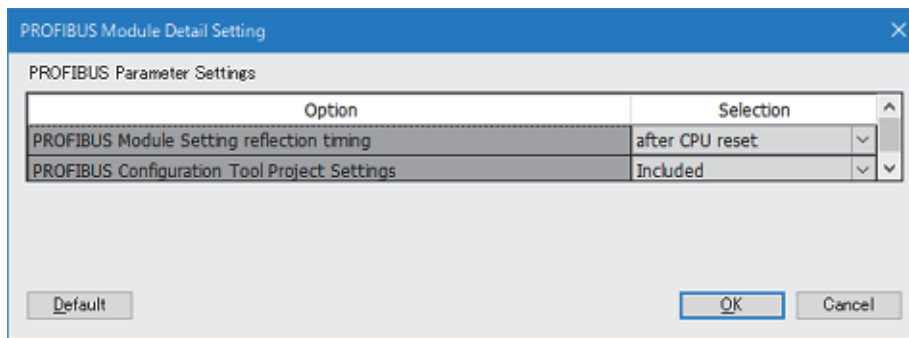 PROFIBUS Module Detail Setting
PROFIBUS Parameter Settings
Option Selection
PROFIBUS Module Setting reflection timing after CPU reset
PROFIBUS Configuration Tool Project Settings Included
Default OK Cancel